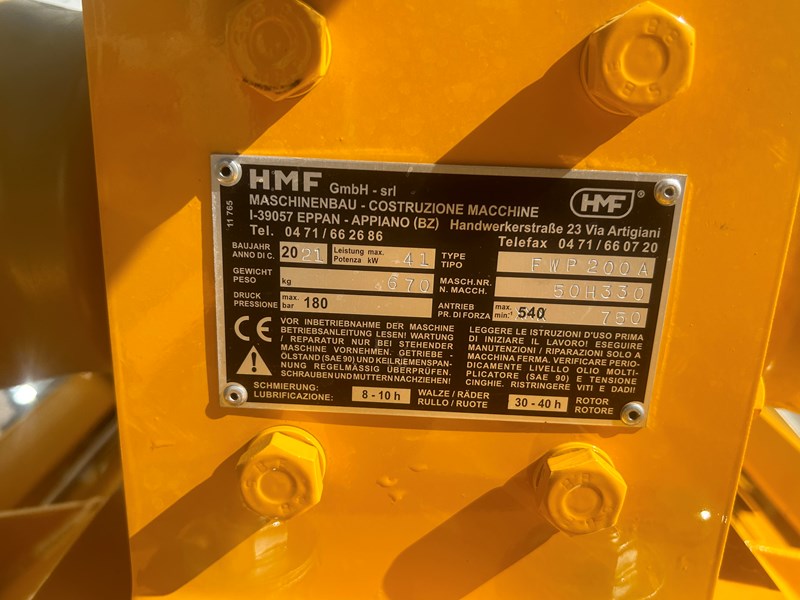 HMF GmbH - srl
HMF ®
MASCHINENBAU - COSTRUZIONE MACCHINE
I-39057 EPPAN - APPIANO (BZ) Handwerkerstraße 23 Via Artigiani
Tel. 04 71 / 66 26 86 Telefax 04 71 / 66 07 20
11 765
BAUJAHR
ANNO DI C.
20 21
Leistung max.
Potenza kW
41
TYPE
TIPO
FWP200A
GEWICHT
PESO
kg
670
MASCH.NR.
N. MACCH.
50H330
DRUCK
PRESSIONE
max.
bar 180
ANTRIEB
PR. DI FORZA
max.
min.⁻¹
540
750
CE
VOR INBETRIEBNAHME DER MASCHINE
BETRIEBSANLEITUNG LESEN! WARTUNG
/ REPARATUR NUR BEI STEHENDER
MASCHINE VORNEHMEN. GETRIEBE -
ÖLSTAND (SAE 90) UND KEILRIEMENSPAN-
NUNG REGELMÄSSIG ÜBERPRÜFEN.
SCHRAUBEN UND MUTTERN NACHZIEHEN!
LEGGERE LE ISTRUZIONI D'USO PRIMA
DI INIZIARE IL LAVORO! ESEGUIRE
MANUTENZIONI / RIPARAZIONI SOLO A
MACCHINA FERMA. VERIFICARE PERIO-
DICAMENTE LIVELLO OLIO MOLTI-
PLICATORE (SAE 90) E TENSIONE
CINGHIE. RISTRINGERE VITI E DADI!
SCHMIERUNG:
LUBRIFICAZIONE:
8 - 10 h
WALZE / RÄDER
RULLO / RUOTE
30 - 40 h
ROTOR
ROTORE
8.8